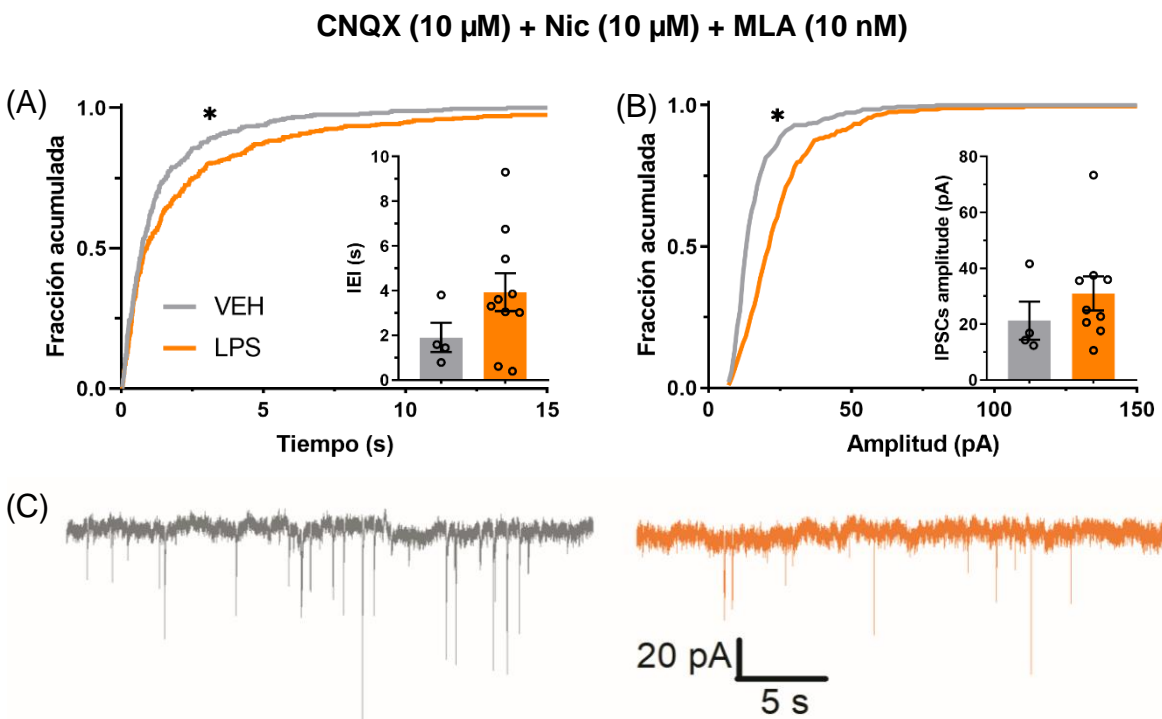 CNQX (10 µM) + Nic (10 µM) + MLA (10 nM)
(A)
Fracción acumulada
1.0
0.5
0.0
*
VEH
LPS
IEI (s)
10
8
6
4
2
0
0
5
10
15
Tiempo (s)
(B)
Fracción acumulada
1.0
0.5
0.0
*
IPSCs amplitude (pA)
80
60
40
20
0
0
50
100
150
Amplitud (pA)
(C)
20 pA
5 s